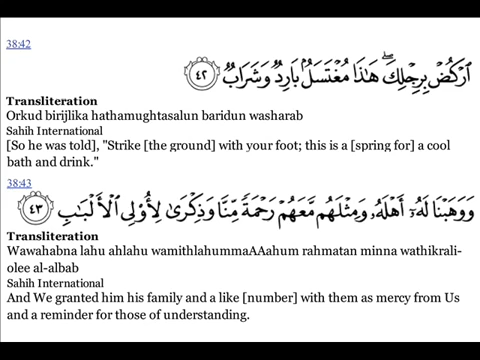 38:42
ٱرْكُضْ بِرِجْلِكَ ۖ هَٰذَا مُغْتَسَلٌۢ بَارِدٌ وَشَرَابٌ ٤٢
Transliteration
Orkud birijlika hathamughtasalun baridun washarab
Sahih International
[So he was told], "Strike [the ground] with your foot; this is a [spring for] a cool
bath and drink."
38:43
وَوَهَبْنَا لَهُۥٓ أَهْلَهُۥ وَمِثْلَهُم مَّعَهُمْ رَحْمَةً مِّنَّا وَذِكْرَىٰ لِأُو۟لِى ٱلْأَلْبَٰبِ ٤٣
Transliteration
Wawahabna lahu ahlahu wamithlahummaAAahum rahmatan minna wathikrali-
olee al-albab
Sahih International
And We granted him his family and a like [number] with them as mercy from Us
and a reminder for those of understanding.